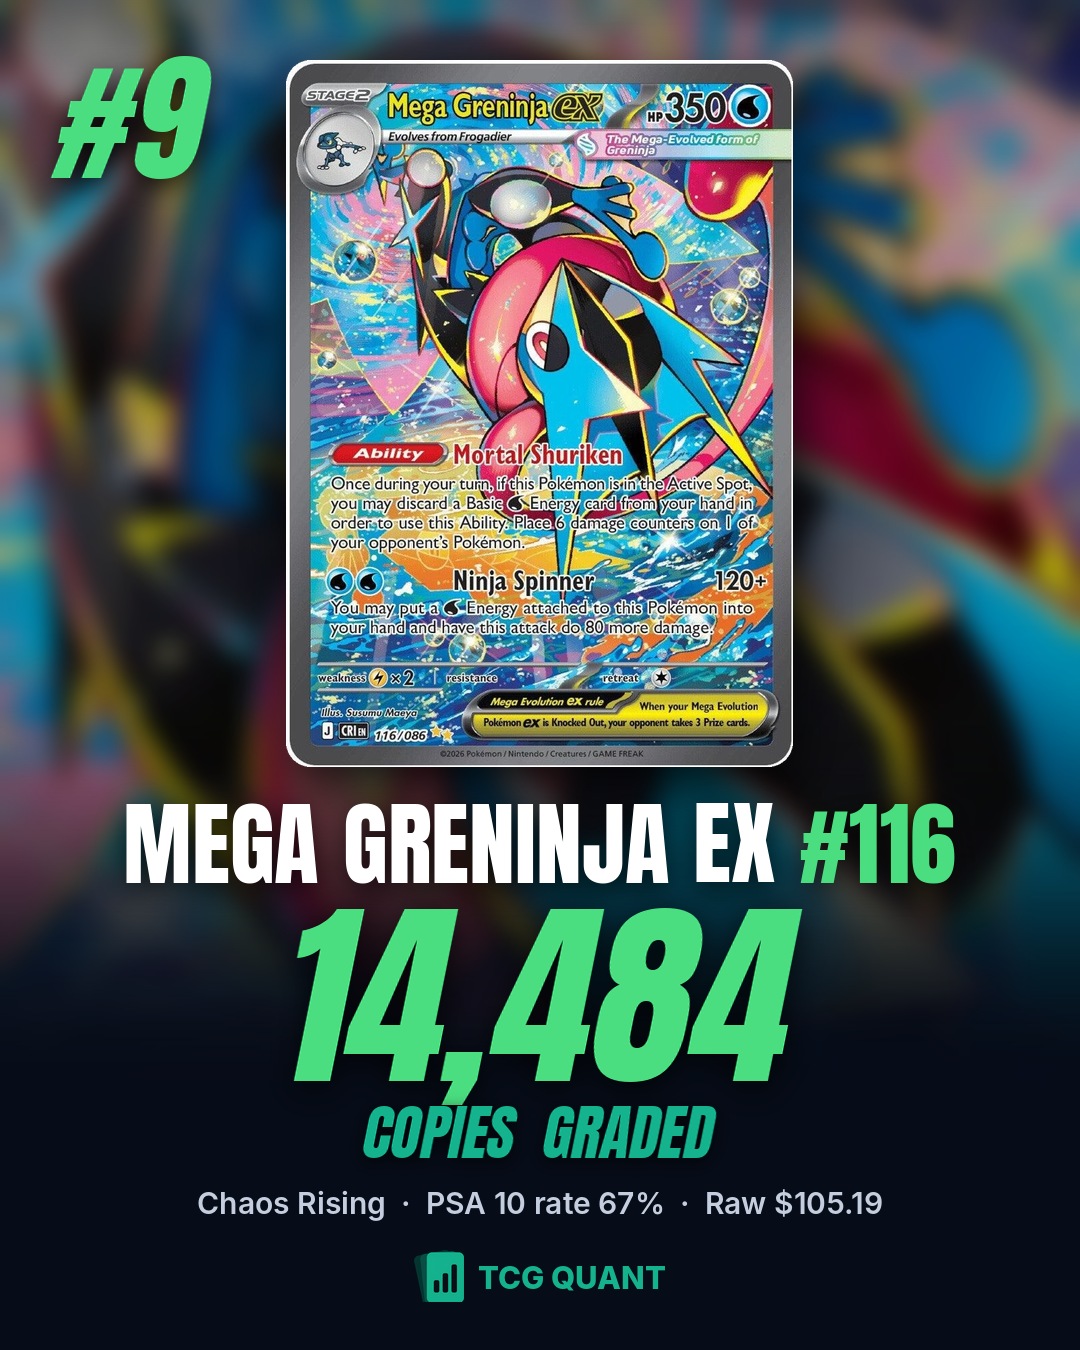 #9
STAGE2
Mega Greninja ex
HP 350
Evolves from Frogadier
The Mega-Evolved form of
Greninja
Ability Mortal Shuriken
Once during your turn, if this Pokémon is in the Active Spot,
you may discard a Basic Energy card from your hand in
order to use this Ability. Place 6 damage counters on 1 of
your opponent's Pokémon.
Ninja Spinner 120+
You may put a Energy attached to this Pokémon into
your hand and have this attack do 80 more damage.
weakness ×2 resistance retreat
Mega Evolution ex rule When your Mega Evolution
Pokémon ex is Knocked Out, your opponent takes 3 Prize cards.
Illus. Susumu Maeya
J CRI EN 116/086
©2026 Pokémon / Nintendo / Creatures / GAME FREAK
MEGA GRENINJA EX #116
14,484
COPIES GRADED
Chaos Rising · PSA 10 rate 67% · Raw $105.19
TCG QUANT